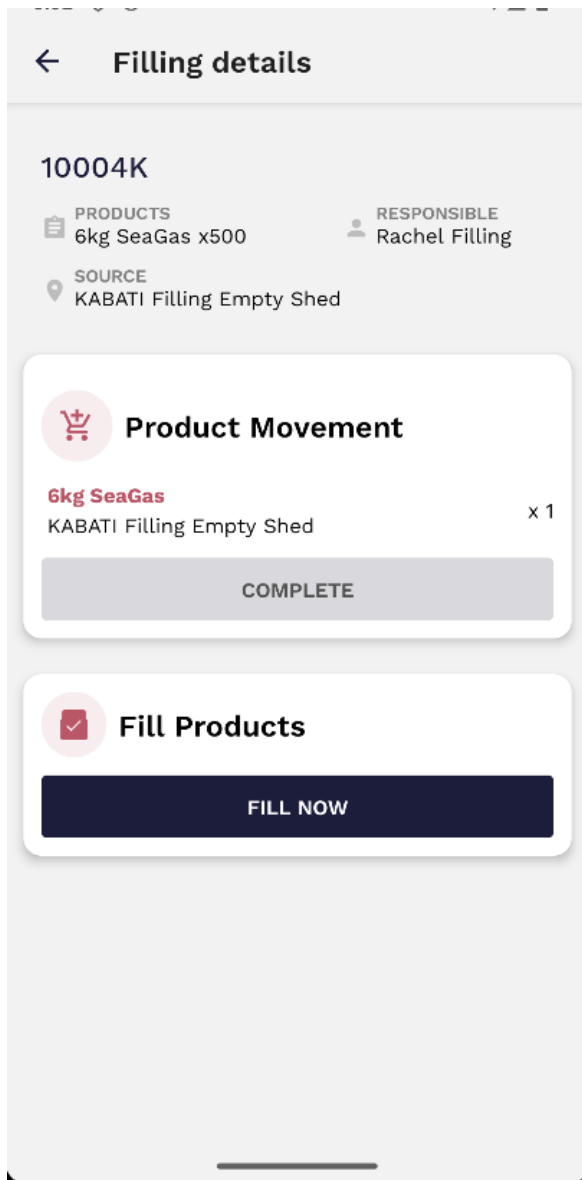 Filling details
10004K
PRODUCTS
6kg SeaGas x500
RESPONSIBLE
Rachel Filling
SOURCE
KABATI Filling Empty Shed
Product Movement
6kg SeaGas
KABATI Filling Empty Shed
x 1
COMPLETE
Fill Products
FILL NOW